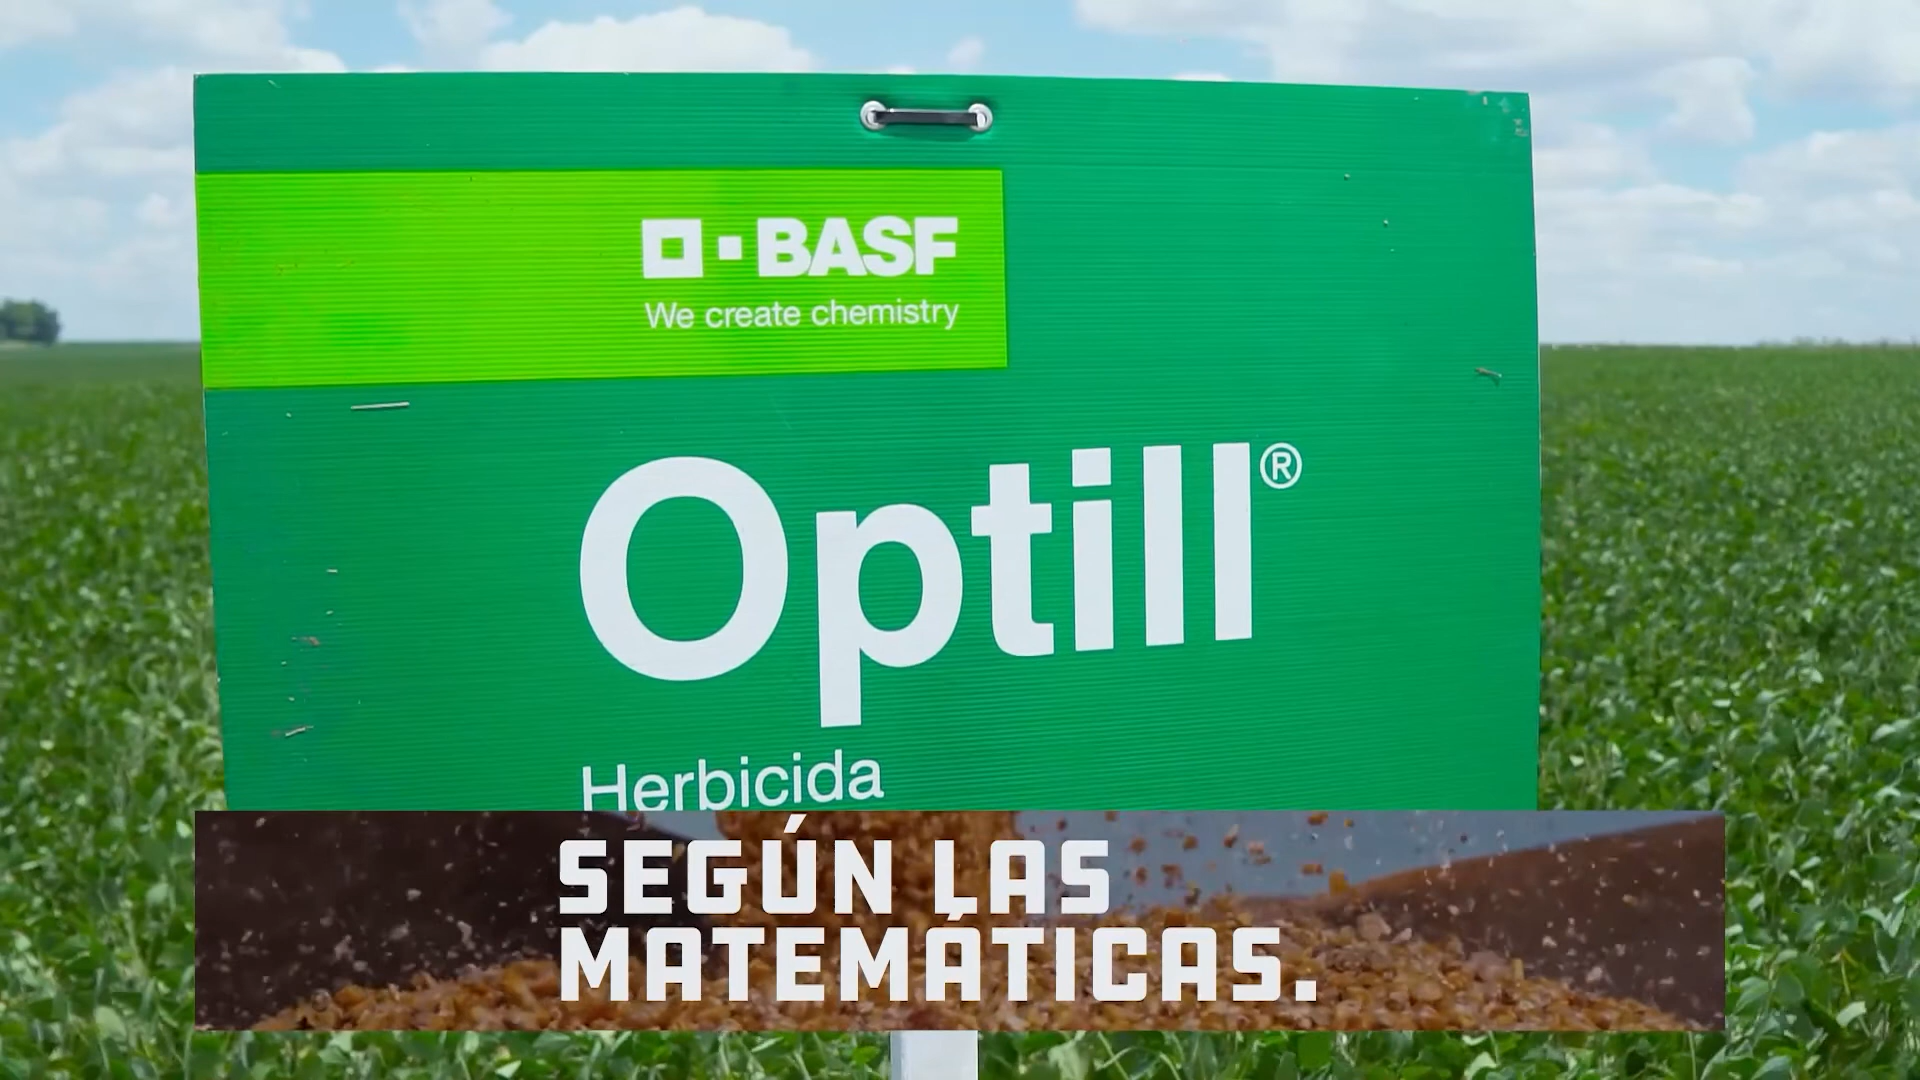 BASF
We create chemistry
Optill®
Herbicida
SEGÚN LAS
MATEMÁTICAS.